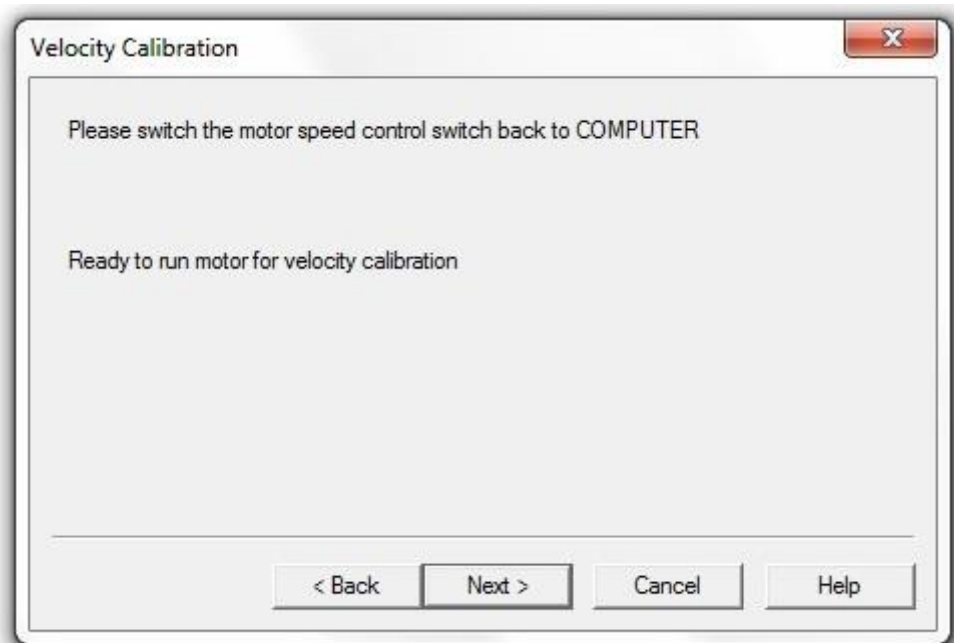 Velocity Calibration
Please switch the motor speed control switch back to COMPUTER
Ready to run motor for velocity calibration
< Back Next > Cancel Help